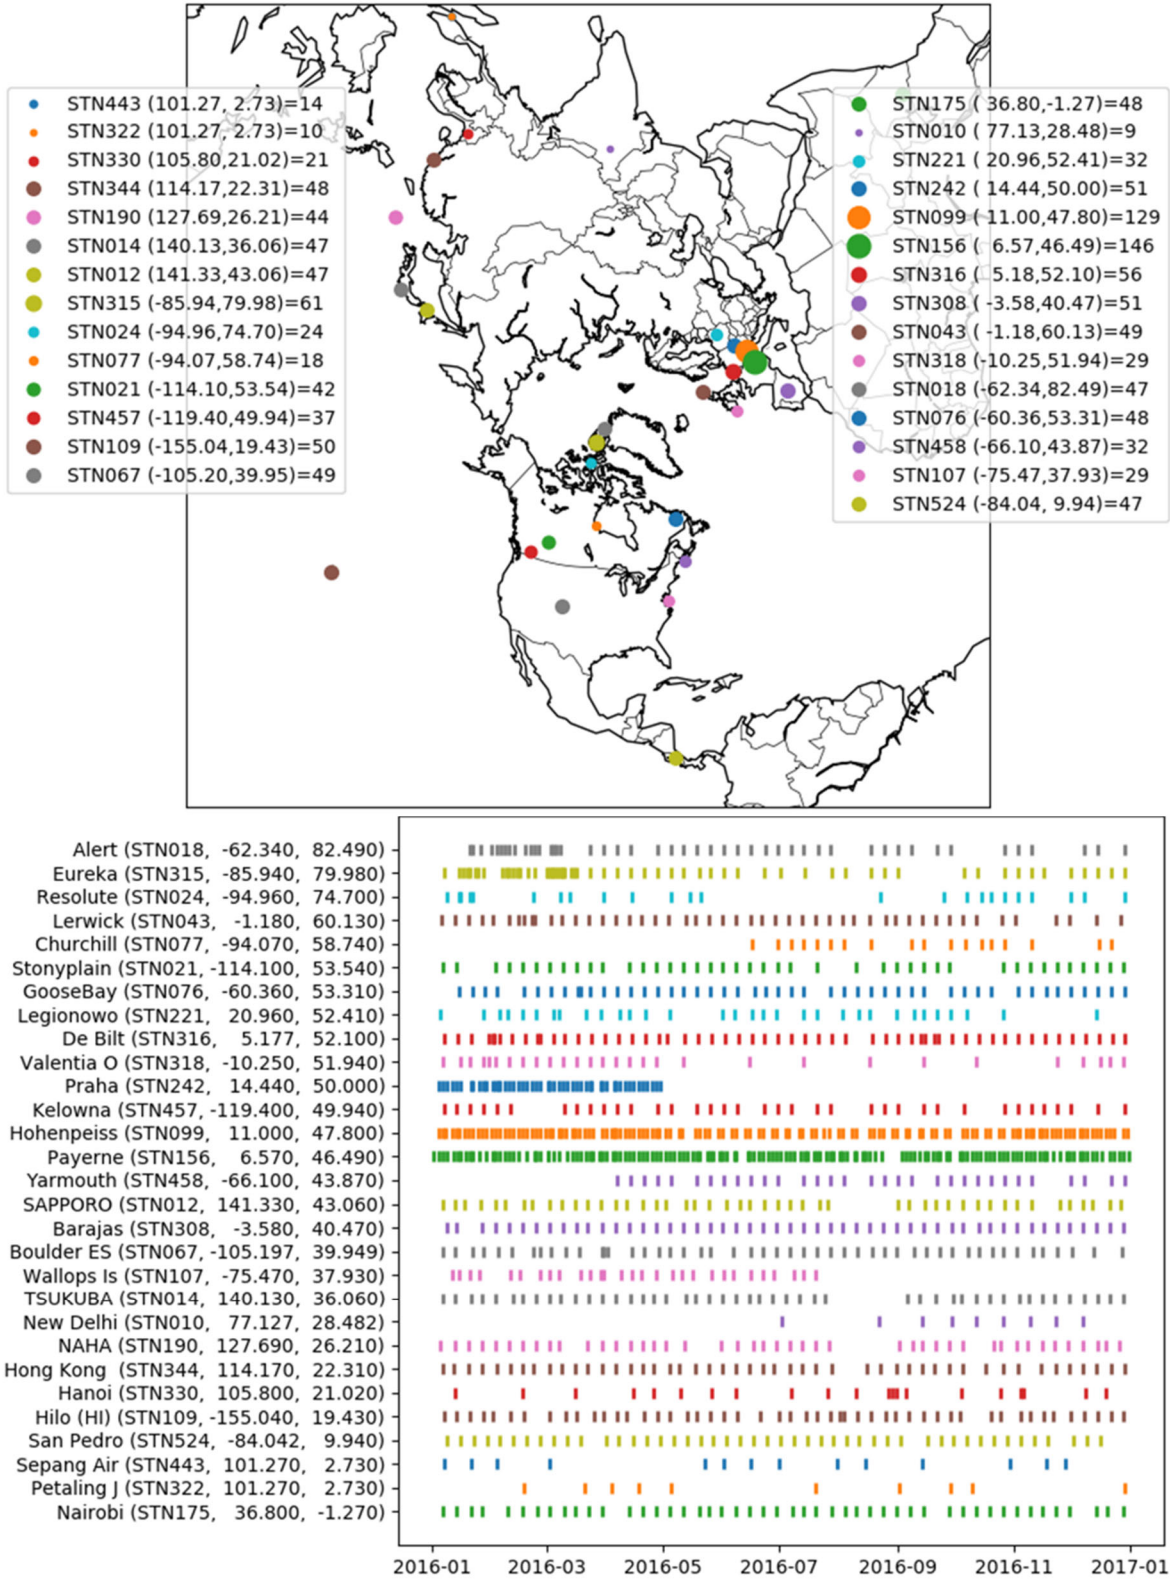 STN443 (101.27, 2.73)=14
STN322 (101.27, 2.73)=10
STN330 (105.80,21.02)=21
STN344 (114.17,22.31)=48
STN190 (127.69,26.21)=44
STN014 (140.13,36.06)=47
STN012 (141.33,43.06)=47
STN315 (-85.94,79.98)=61
STN024 (-94.96,74.70)=24
STN077 (-94.07,58.74)=18
STN021 (-114.10,53.54)=42
STN457 (-119.40,49.94)=37
STN109 (-155.04,19.43)=50
STN067 (-105.20,39.95)=49
STN175 ( 36.80,-1.27)=48
STN010 ( 77.13,28.48)=9
STN221 ( 20.96,52.41)=32
STN242 ( 14.44,50.00)=51
STN099 ( 11.00,47.80)=129
STN156 (  6.57,46.49)=146
STN316 (  5.18,52.10)=56
STN308 ( -3.58,40.47)=51
STN043 ( -1.18,60.13)=49
STN318 (-10.25,51.94)=29
STN018 (-62.34,82.49)=47
STN076 (-60.36,53.31)=48
STN458 (-66.10,43.87)=32
STN107 (-75.47,37.93)=29
STN524 (-84.04, 9.94)=47
Alert (STN018, -62.340, 82.490)
Eureka (STN315, -85.940, 79.980)
Resolute (STN024, -94.960, 74.700)
Lerwick (STN043, -1.180, 60.130)
Churchill (STN077, -94.070, 58.740)
Stonyplain (STN021, -114.100, 53.540)
GooseBay (STN076, -60.360, 53.310)
Legionowo (STN221, 20.960, 52.410)
De Bilt (STN316, 5.177, 52.100)
Valentia O (STN318, -10.250, 51.940)
Praha (STN242, 14.440, 50.000)
Kelowna (STN457, -119.400, 49.940)
Hohenpeiss (STN099, 11.000, 47.800)
Payerne (STN156, 6.570, 46.490)
Yarmouth (STN458, -66.100, 43.870)
SAPPORO (STN012, 141.330, 43.060)
Barajas (STN308, -3.580, 40.470)
Boulder ES (STN067, -105.197, 39.949)
Wallops Is (STN107, -75.470, 37.930)
TSUKUBA (STN014, 140.130, 36.060)
New Delhi (STN010, 77.127, 28.482)
NAHA (STN190, 127.690, 26.210)
Hong Kong (STN344, 114.170, 22.310)
Hanoi (STN330, 105.800, 21.020)
Hilo (HI) (STN109, -155.040, 19.430)
San Pedro (STN524, -84.042, 9.940)
Sepang Air (STN443, 101.270, 2.730)
Petaling J (STN322, 101.270, 2.730)
Nairobi (STN175, 36.800, -1.270)
2016-01 2016-03 2016-05 2016-07 2016-09 2016-11 2017-01